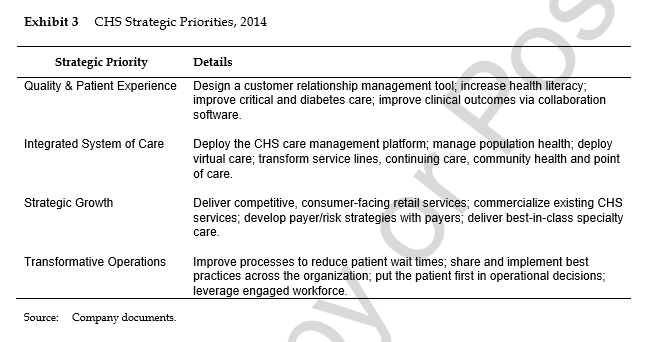 Exhibit 3 CHS Strategic Priorities, 2014
Strategic Priority Details
Quality & Patient Experience Design a customer relationship management tool; increase health literacy;
improve critical and diabetes care; improve clinical outcomes via collaboration
software.
Integrated System of Care Deploy the CHS care management platform; manage population health; deploy
virtual care; transform service lines, continuing care, community health and point
of care.
Strategic Growth Deliver competitive, consumer-facing retail services; commercialize existing CHS
services; develop payer/risk strategies with payers; deliver best-in-class specialty
care.
Transformative Operations Improve processes to reduce patient wait times; share and implement best
practices across the organization; put the patient first in operational decisions;
leverage engaged workforce.
Source: Company documents.
py or Pos